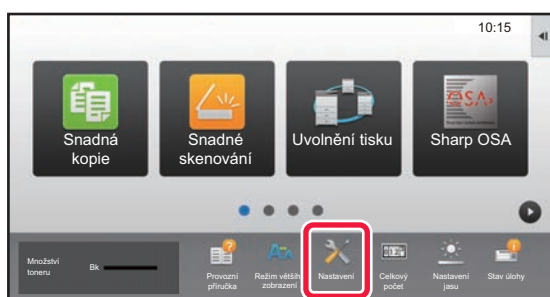 10:15
Snadná
kopie
Snadné
skenování
Uvolnění tisku
OSA
Sharp OSA
Množství
toneru
Bk
Provozní
příručka
Režim většíh
zobrazení
Nastavení
Celkový
počet
Nastavení
jasu
Stav úlohy